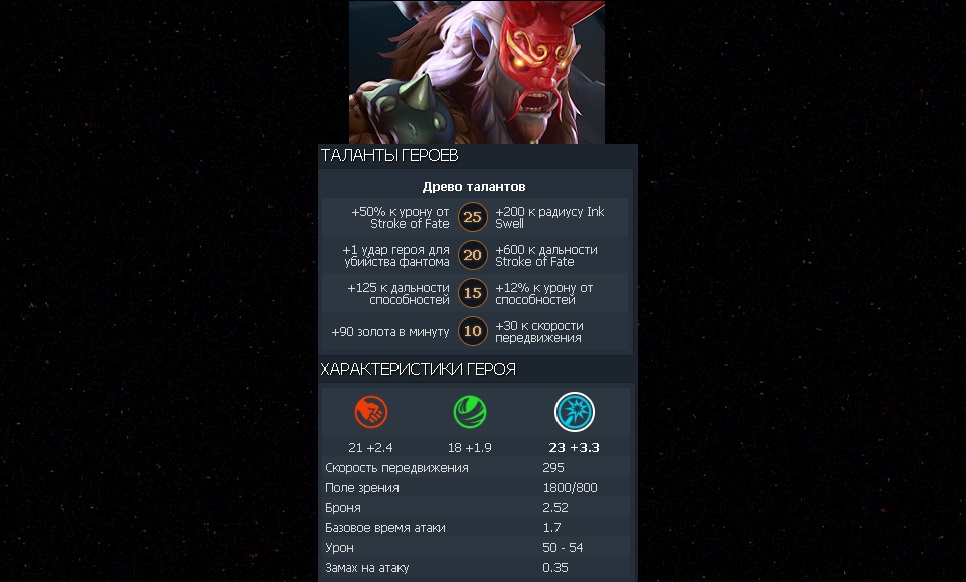 ТАЛАНТЫ ГЕРОЕВ
Древо талантов
+50% к урону от
Stroke of Fate
25
+200 к радиусу Ink
Swell
+1 удар героя для
убийства фантома
20
+600 к дальности
Stroke of Fate
+125 к дальности
способностей
15
+12% к урону от
способностей
+90 золота в минуту
10
+30 к скорости
передвижения
ХАРАКТЕРИСТИКИ ГЕРОЯ
21 +2.4 18 +1.9 23 +3.3
Скорость передвижения 295
Поле зрения 1800/800
Броня 2.52
Базовое время атаки 1.7
Урон 50 - 54
Замах на атаку 0.35